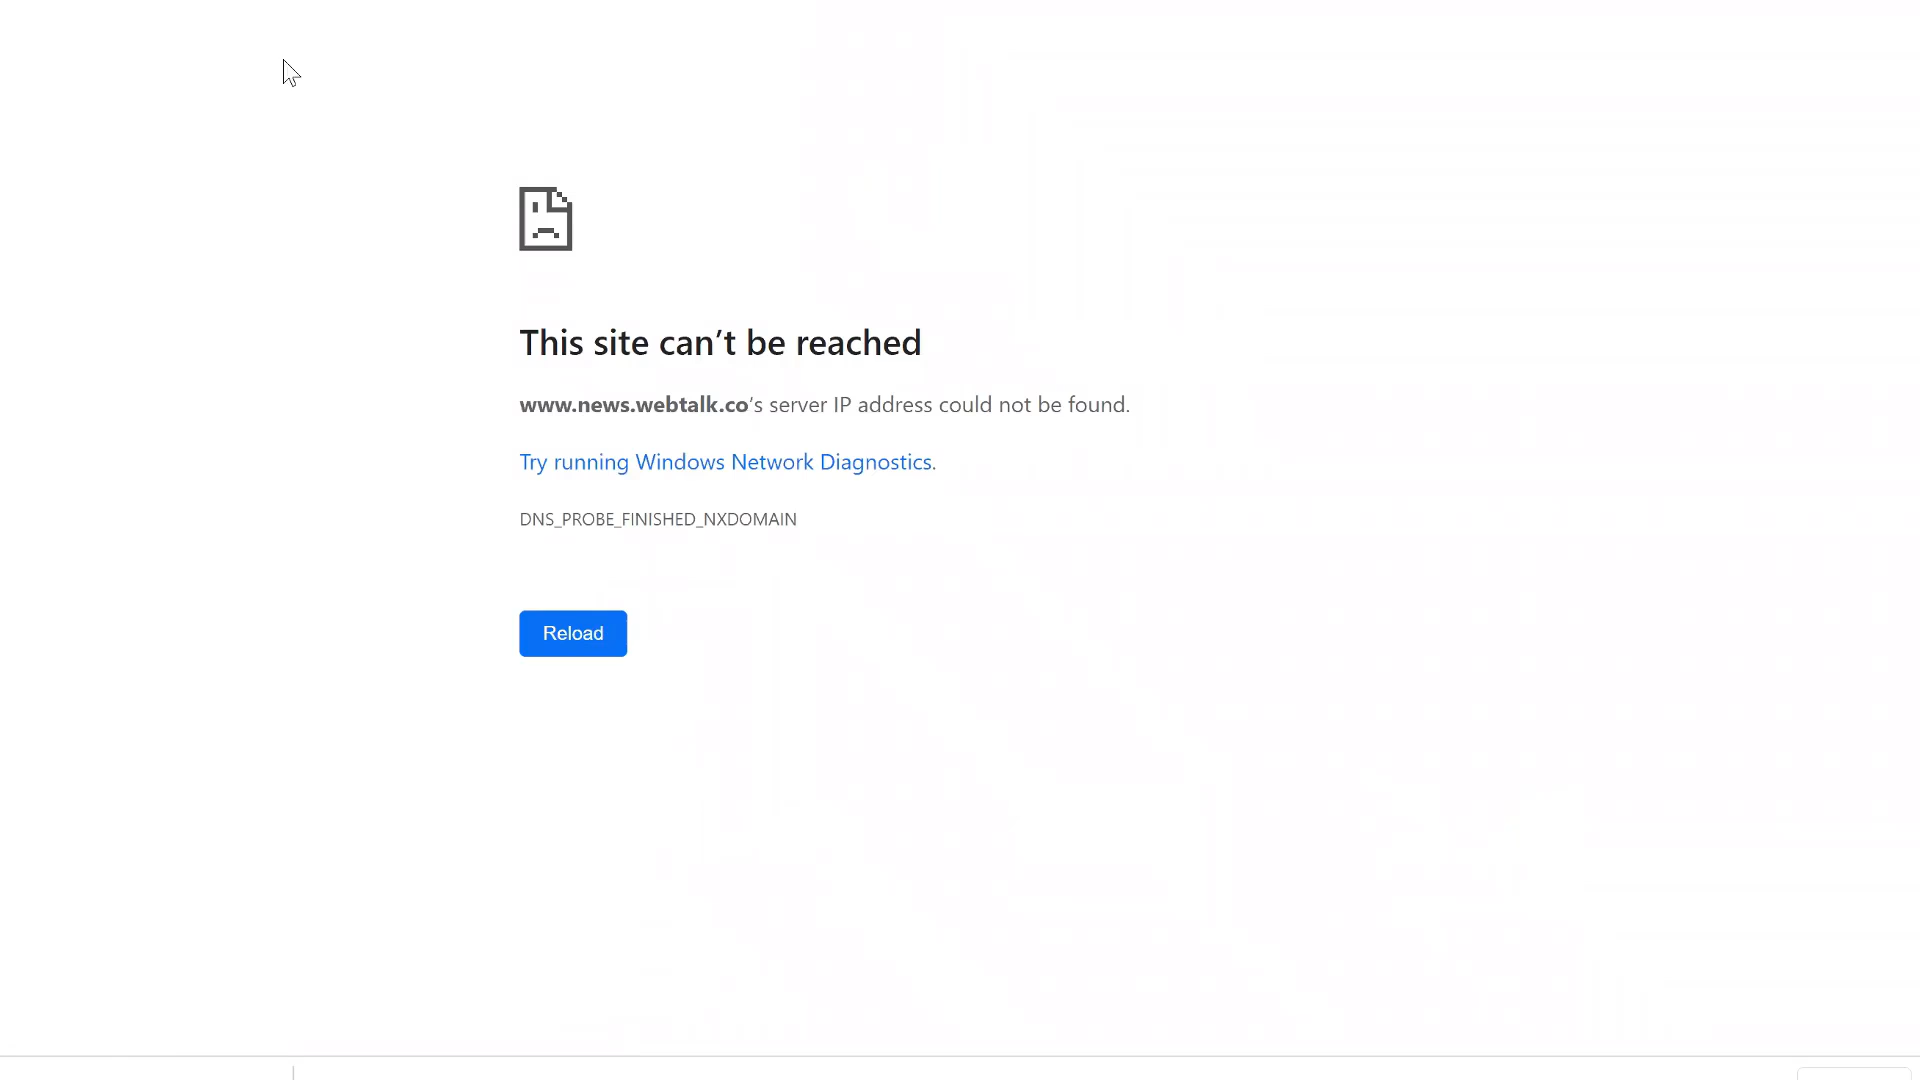 This site can’t be reached
www.news.webtalk.co’s server IP address could not be found.
Try running Windows Network Diagnostics.
DNS_PROBE_FINISHED_NXDOMAIN
Reload